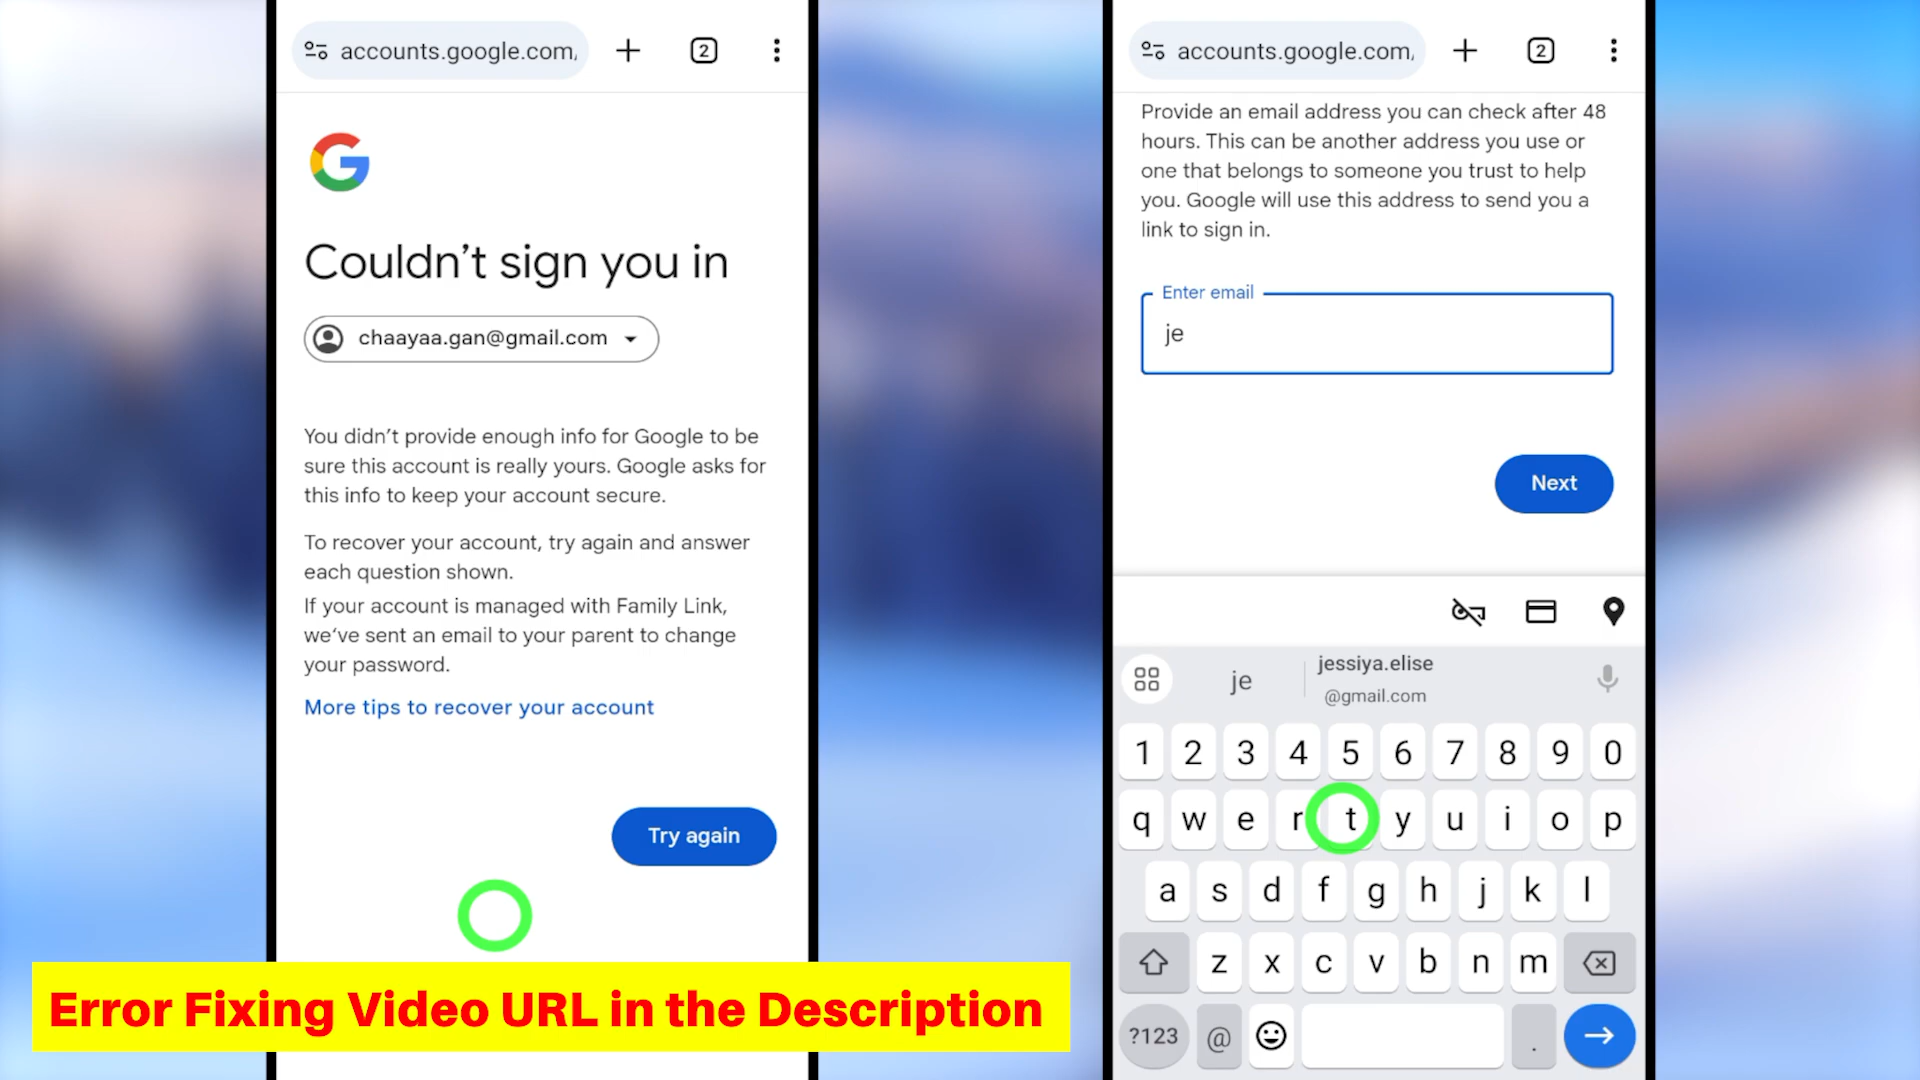 accounts.google.com,
2
Couldn't sign you in
chaayaa.gan@gmail.com
You didn't provide enough info for Google to be
sure this account is really yours. Google asks for
this info to keep your account secure.
To recover your account, try again and answer
each question shown.
If your account is managed with Family Link,
we've sent an email to your parent to change
your password.
More tips to recover your account
Try again
Error Fixing Video URL in the Description
accounts.google.com,
2
Provide an email address you can check after 48
hours. This can be another address you use or
one that belongs to someone you trust to help
you. Google will use this address to send you a
link to sign in.
Enter email
je
Next
je
jessiya.elise
@gmail.com
1 2 3 4 5 6 7 8 9 0
q w e r t y u i o p
a s d f g h j k l
z x c v b n m
?123 @ .